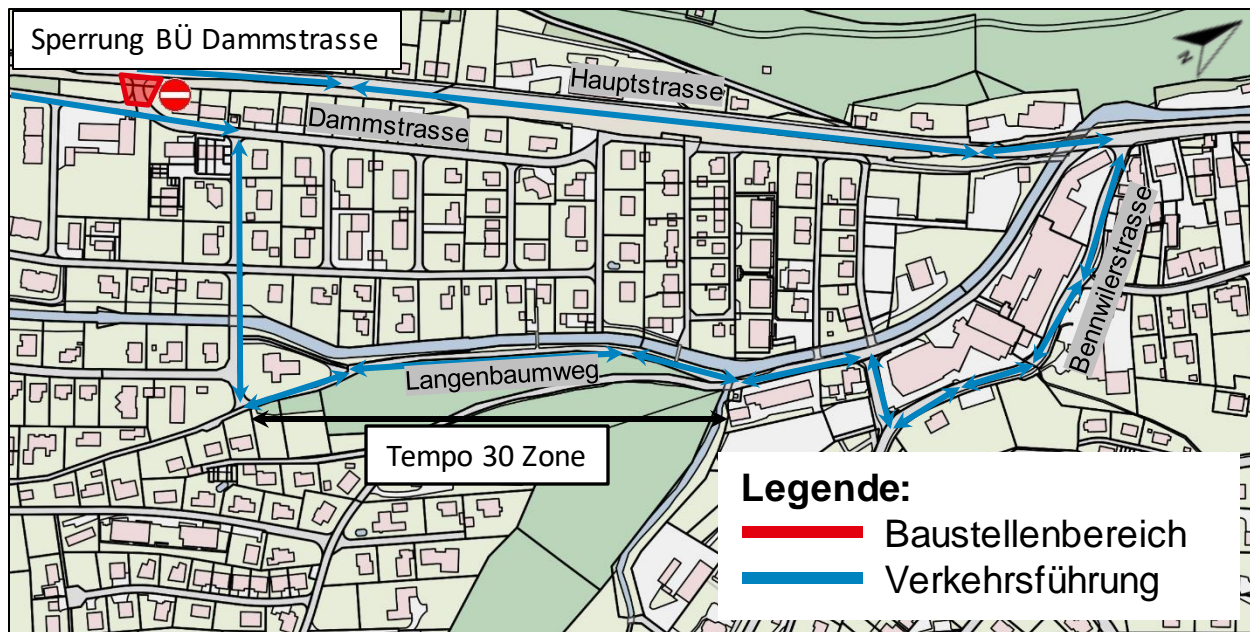 Sperrung BÜ Dammstrasse
N
Hauptstrasse
Dammstrasse
Bennwilerstrasse
Langenbaumweg
Tempo 30 Zone
Legende:
Baustellenbereich
Verkehrsführung